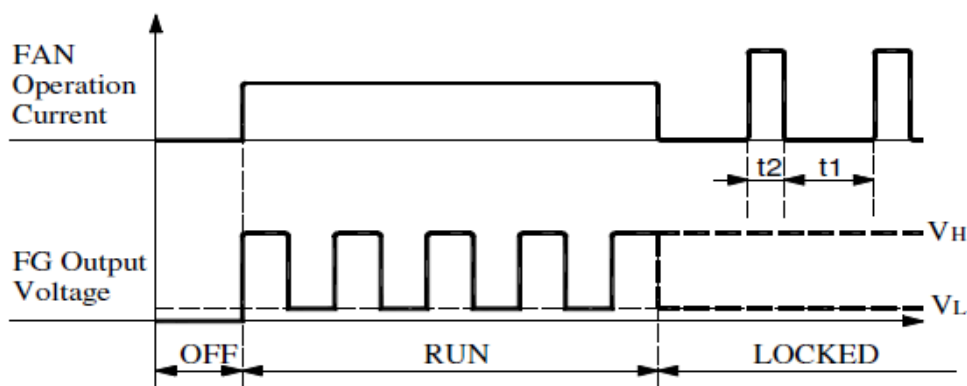 FAN
Operation
Current
t2
t1
VH
FG Output
Voltage
VL
OFF
RUN
LOCKED